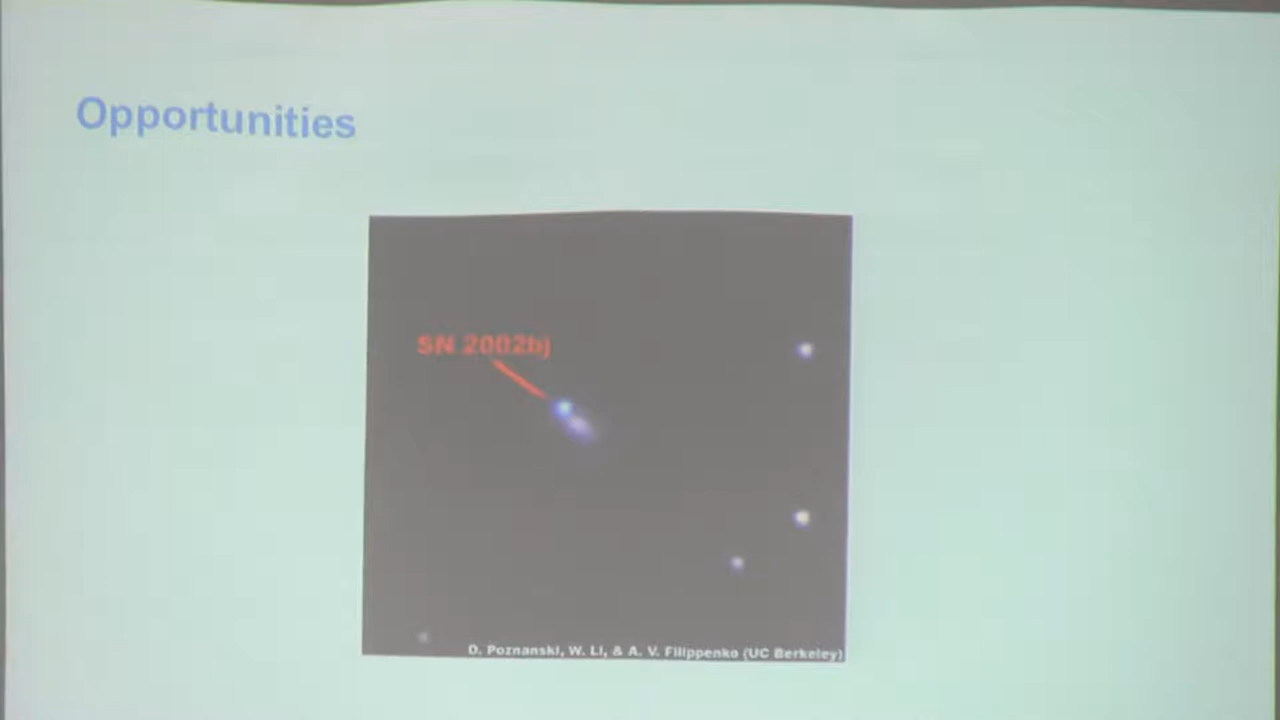 Opportunities
SN 2002bj
D. Poznanski, W. Li, & A. V. Filippenko (UC Berkeley)